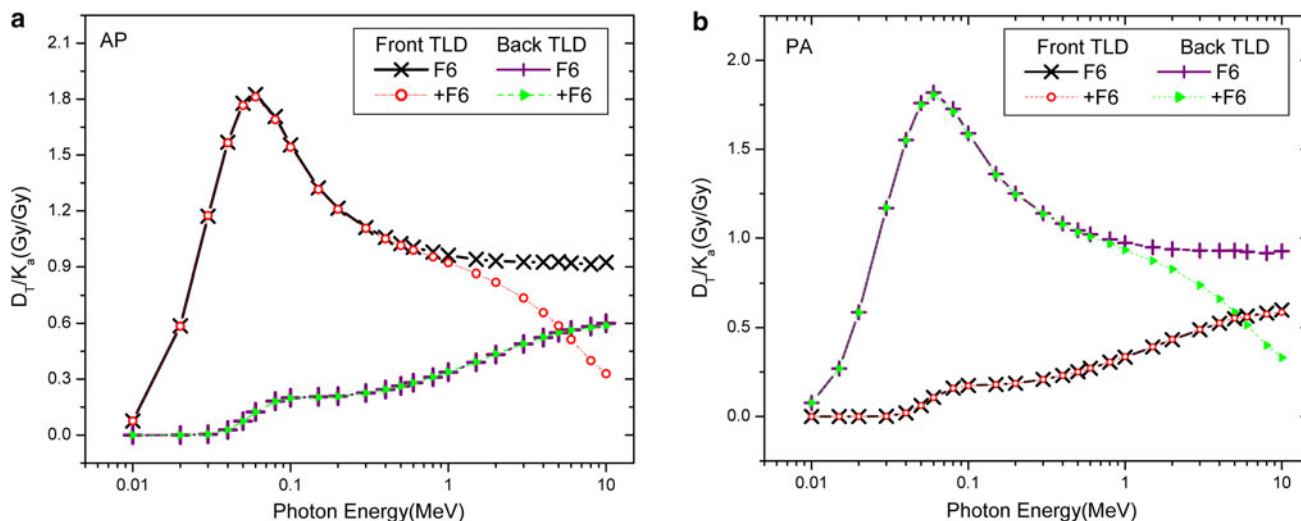 a
AP
Front TLD Back TLD
F6 F6
+F6 +F6
2.1
1.8
1.5
1.2
0.9
0.6
0.3
0.0
D_T/K_a(Gy/Gy)
0.01 0.1 1 10
Photon Energy(MeV)
b
PA
Front TLD Back TLD
F6 F6
+F6 +F6
2.0
1.5
1.0
0.5
0.0
D_T/K_a(Gy/Gy)
0.01 0.1 1 10
Photon Energy(MeV)